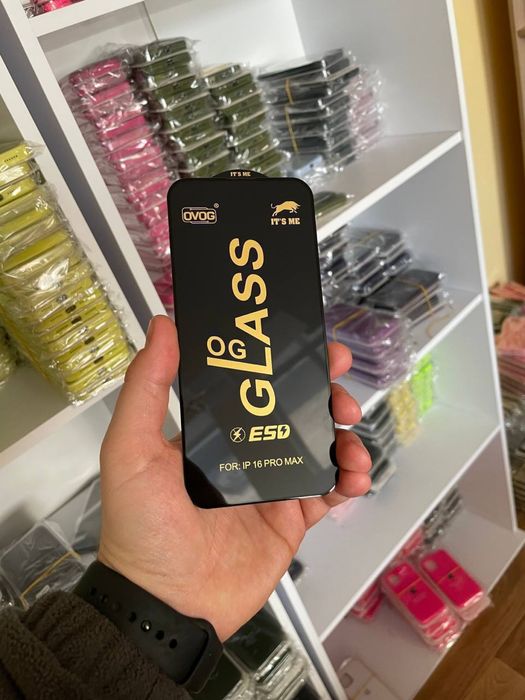 IT'S ME
OVOG®
IT'S ME
OG
GLASS
ESD
FOR: IP 16 PRO MAX